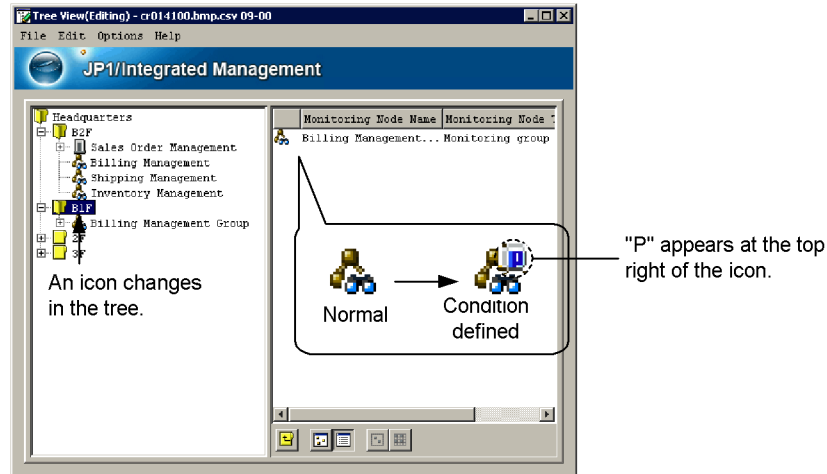 Tree View(Editing) - cr014100.bmp.csv 09-00
File Edit Options Help
JP1/Integrated Management
Headquarters
B2F
Sales Order Management
Billing Management
Shipping Management
Inventory Management
B1F
Billing Management Group
2F
3F
An icon changes
in the tree.
Monitoring Node Name Monitoring Node
Billing Management... Monitoring group
Normal
Condition
defined
P
"P" appears at the top
right of the icon.